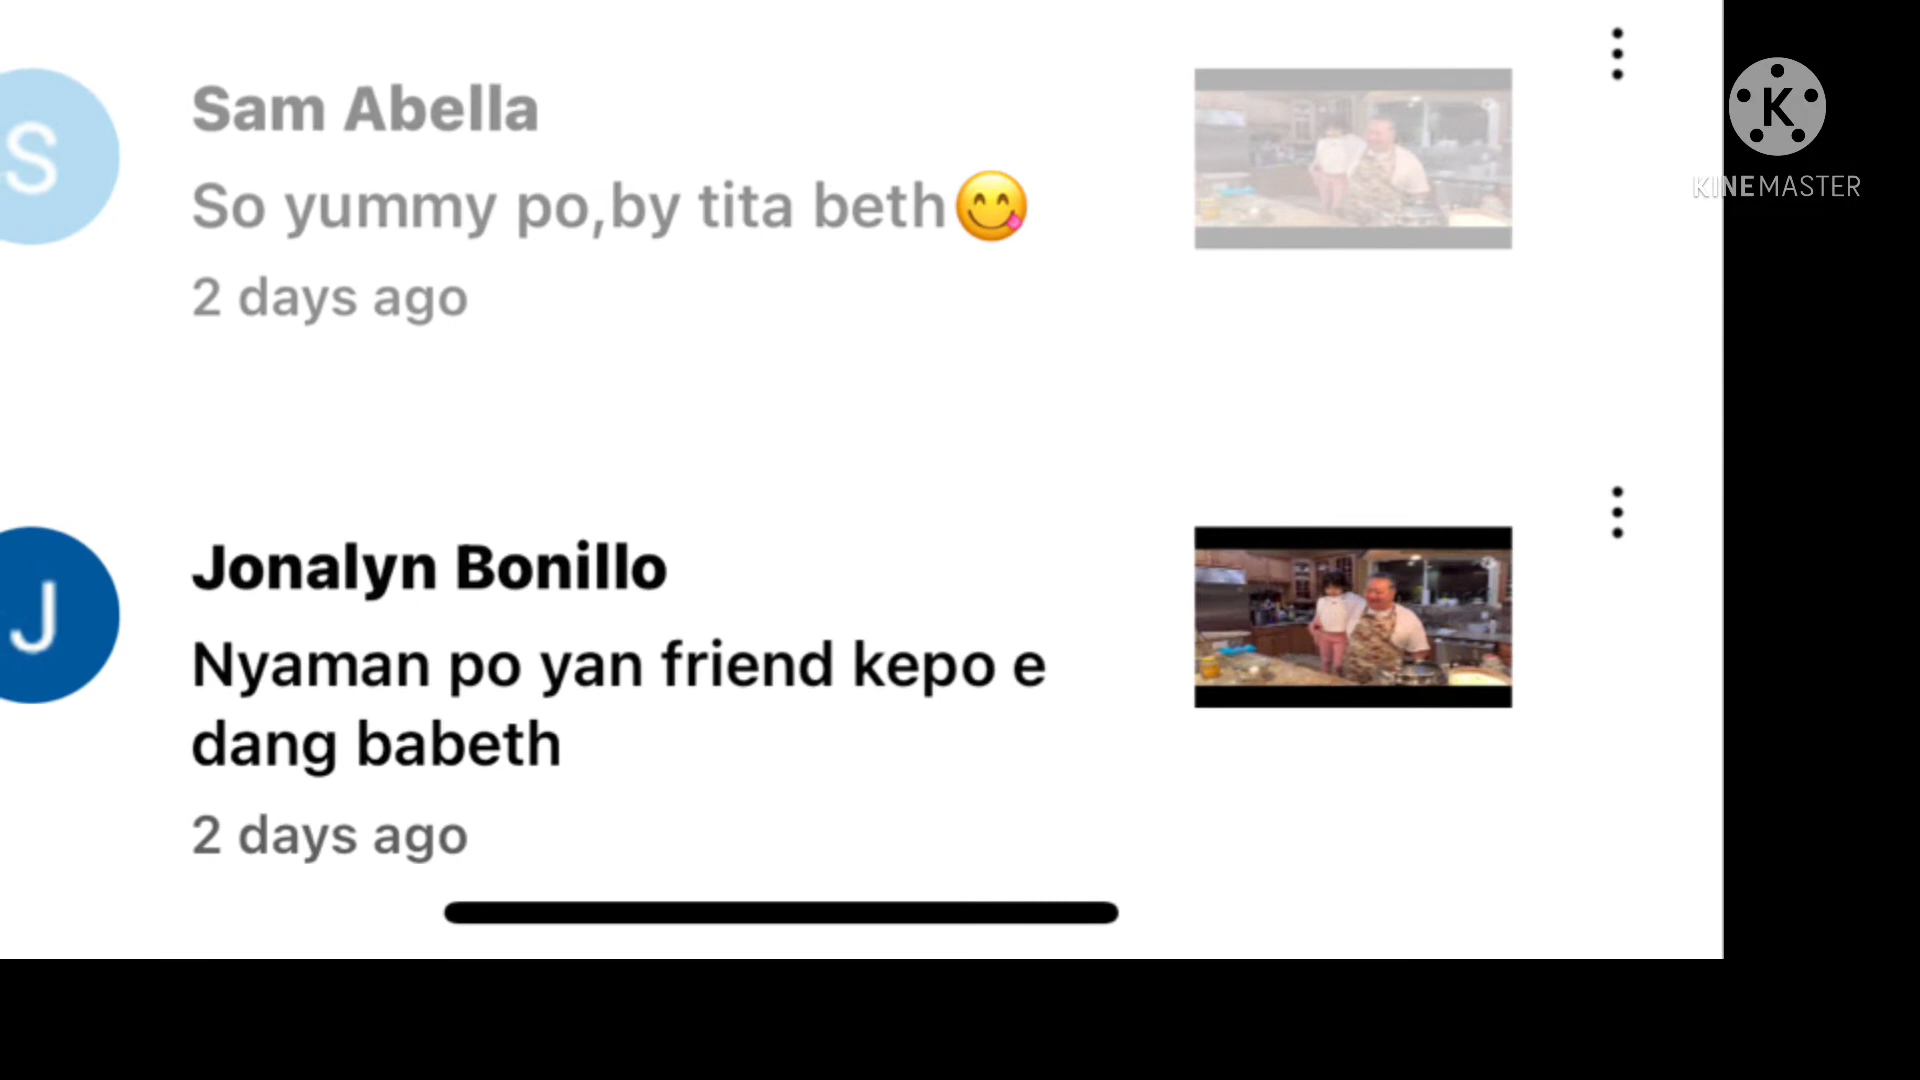 S
Sam Abella
So yummy po,by tita beth😋
2 days ago
J
Jonalyn Bonillo
Nyaman po yan friend kepo e
dang babeth
2 days ago
K
KINEMASTER